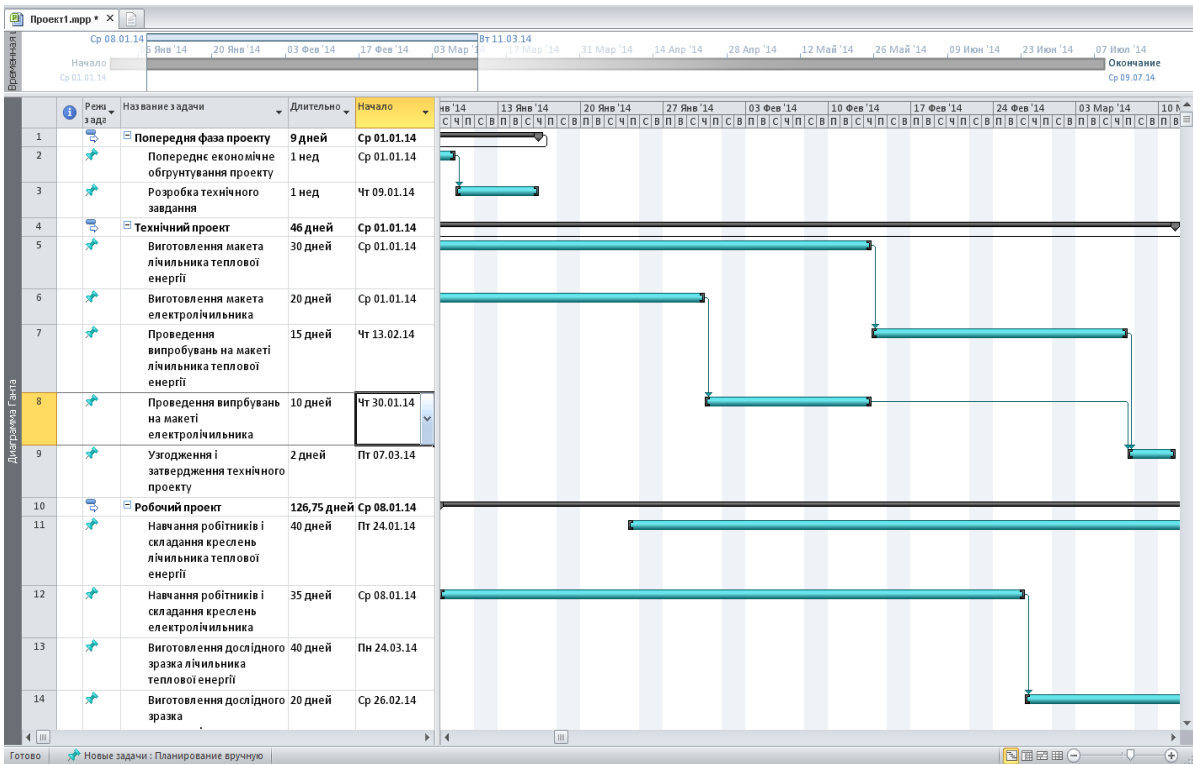 Проект1.mpp *
Ср 08.01.14
Вт 11.03.14
06 Янв '14 20 Янв '14 03 Фев '14 17 Фев '14 03 Мар '14 17 Мар '14 31 Мар '14 14 Апр '14 28 Апр '14 12 Май '14 26 Май '14 09 Июн '14 23 Июн '14 07 Июл '14
Начало
Ср 01.01.14
Окончание
Ср 09.07.14
Временная
Диаграмма Ганта
Режи
зада
Название задачи
Длительно
Начало
нв '14 13 Янв '14 20 Янв '14 27 Янв '14 03 Фев '14 10 Фев '14 17 Фев '14 24 Фев '14 03 Мар '14 10 М
С Ч П С В П В С Ч П С В П В С Ч П С В П В С Ч П С В П В С Ч П С В П В С Ч П С В П В С Ч П С В П В С Ч П С В П В С Ч П С В П В
1 Попередня фаза проекту 9 дней Ср 01.01.14
2 Попереднє економічне 1 нед Ср 01.01.14
обгрунтування проекту
3 Розробка технічного 1 нед Чт 09.01.14
завдання
4 Технічний проект 46 дней Ср 01.01.14
5 Виготовлення макета 30 дней Ср 01.01.14
лічильника теплової
енергії
6 Виготовлення макета 20 дней Ср 01.01.14
електролічильника
7 Проведення 15 дней Чт 13.02.14
випробувань на макеті
лічильника теплової
енергії
8 Проведення випрбувань 10 дней Чт 30.01.14
на макеті
електролічильника
9 Узгодження і 2 дней Пт 07.03.14
затвердження технічного
проекту
10 Робочий проект 126,75 дней Ср 08.01.14
11 Навчання робітників і 40 дней Пт 24.01.14
складання креслень
лічильника теплової
енергії
12 Навчання робітників і 35 дней Ср 08.01.14
складання креслень
електролічильника
13 Виготовлення дослідного 40 дней Пн 24.03.14
зразка лічильника
теплової енергії
14 Виготовлення дослідного 20 дней Ср 26.02.14
зразка
Готово
Новые задачи : Планирование вручную